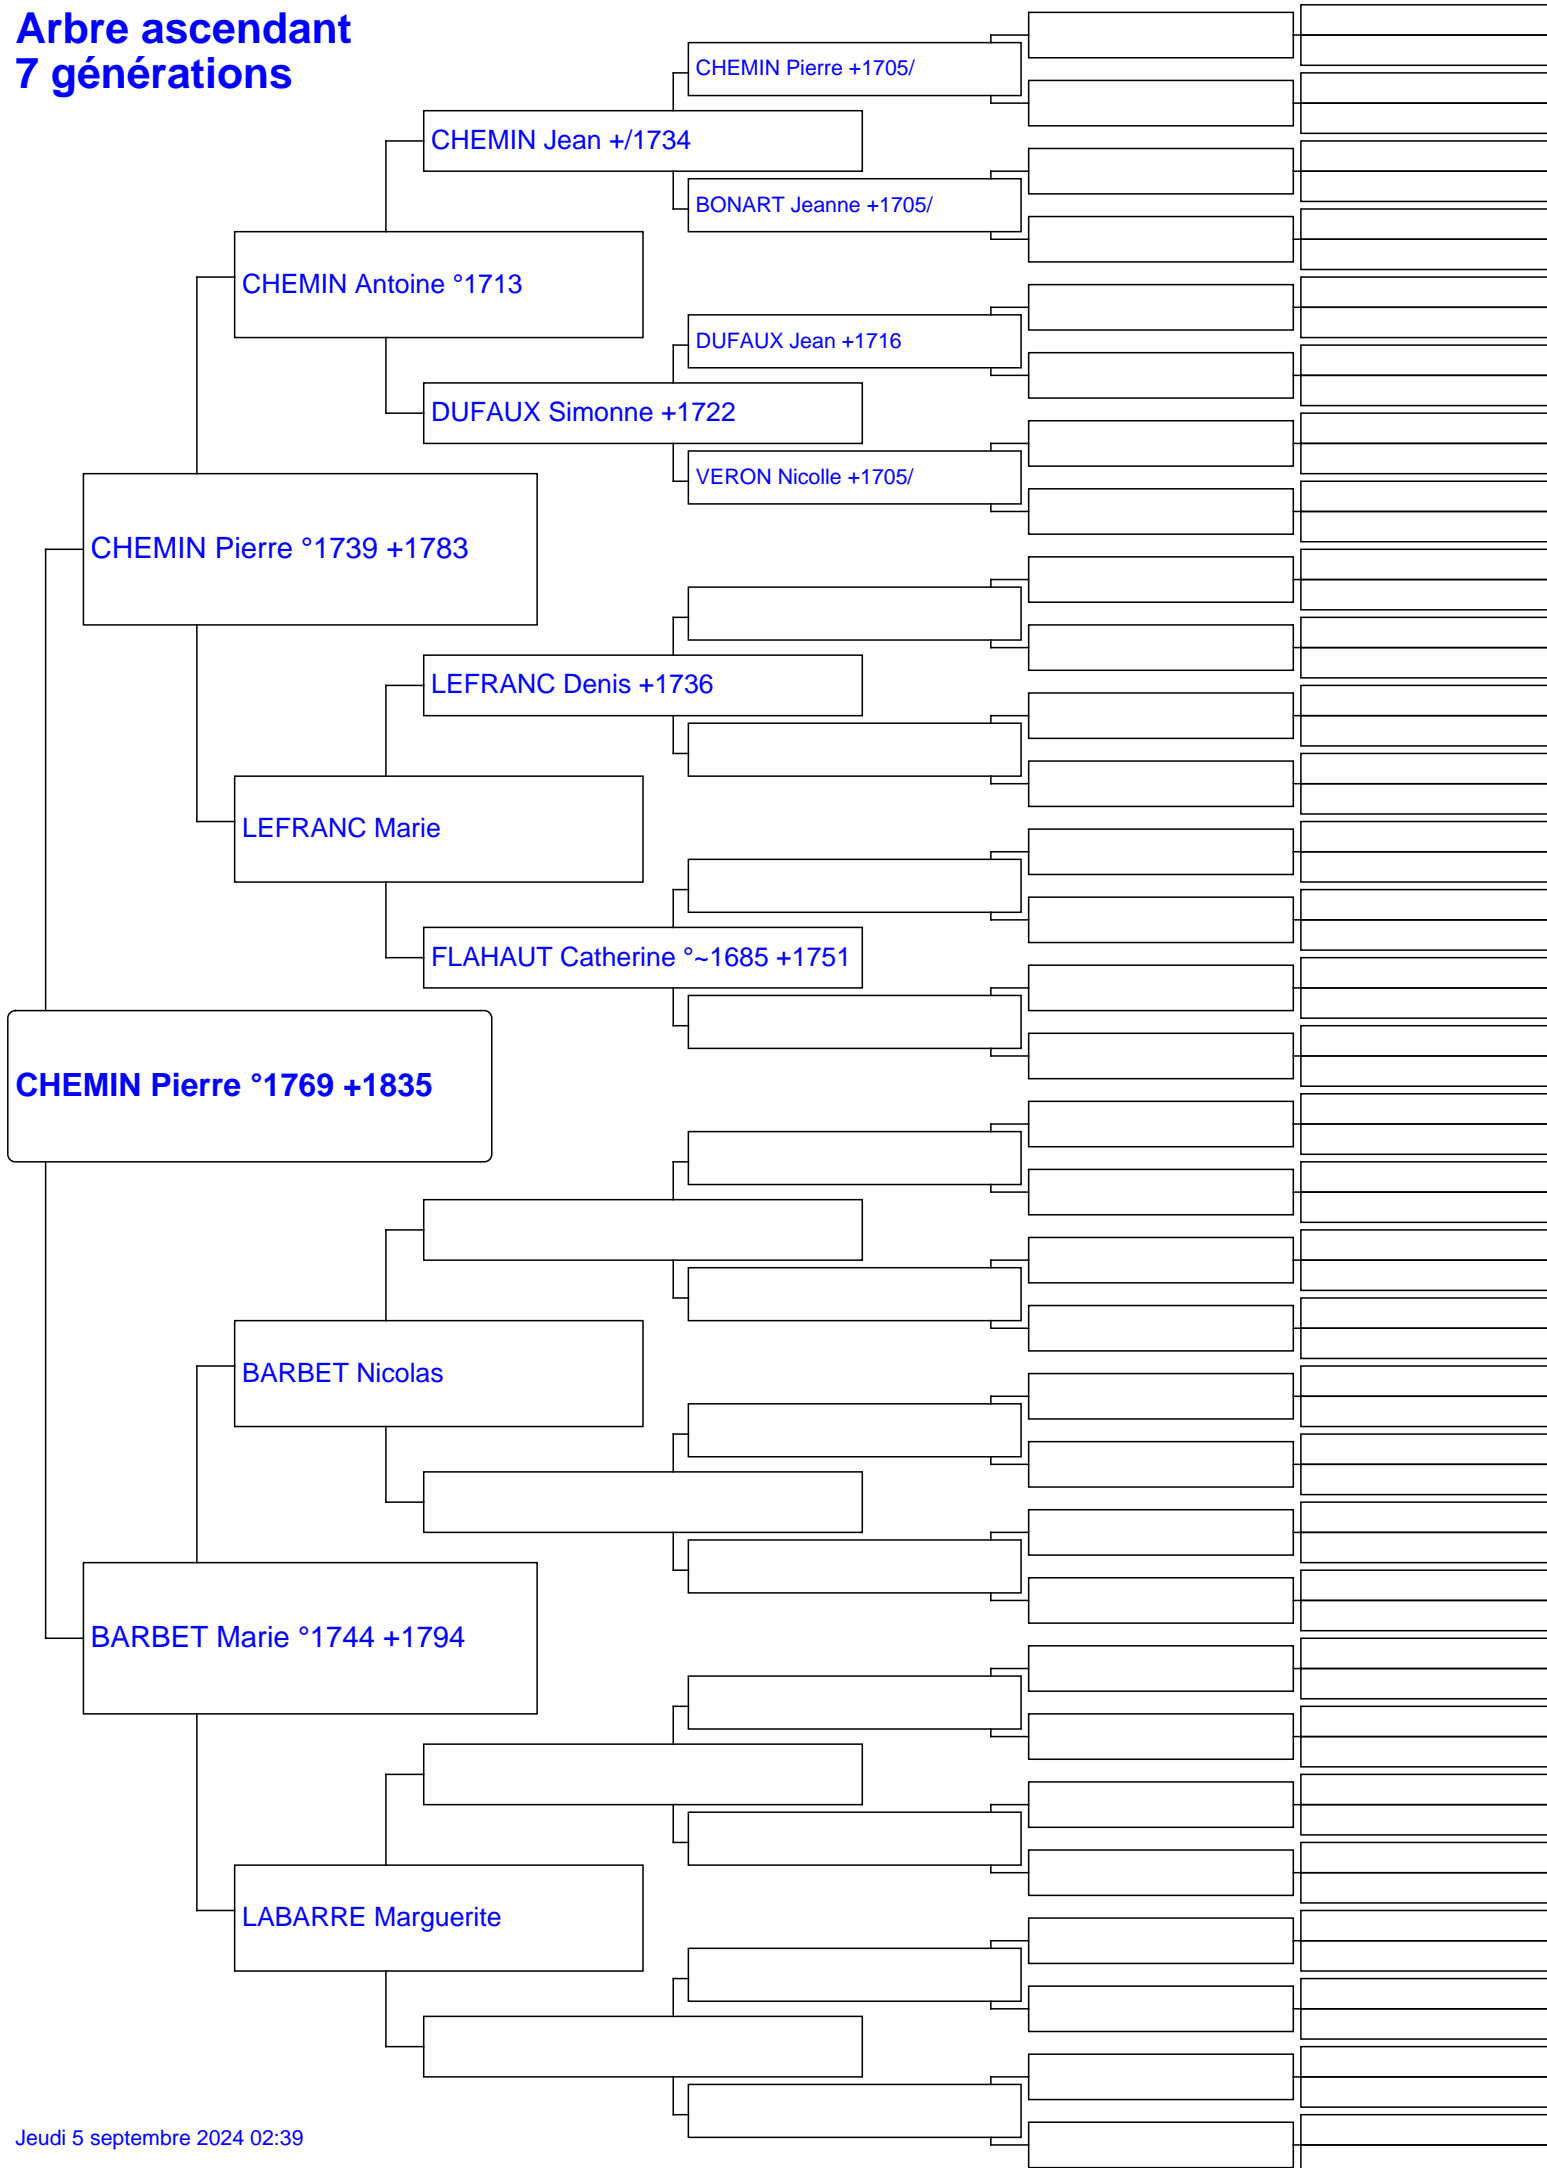 Arbre ascendant
7 générations
CHEMIN Pierre +1705/
CHEMIN Jean +/1734
BONART Jeanne +1705/
CHEMIN Antoine °1713
DUFAUX Jean +1716
DUFAUX Simonne +1722
VERON Nicolle +1705/
CHEMIN Pierre °1739 +1783
LEFRANC Denis +1736
LEFRANC Marie
FLAHAUT Catherine °~1685 +1751
CHEMIN Pierre °1769 +1835
BARBET Nicolas
BARBET Marie °1744 +1794
LABARRE Marguerite
Jeudi 5 septembre 2024 02:39